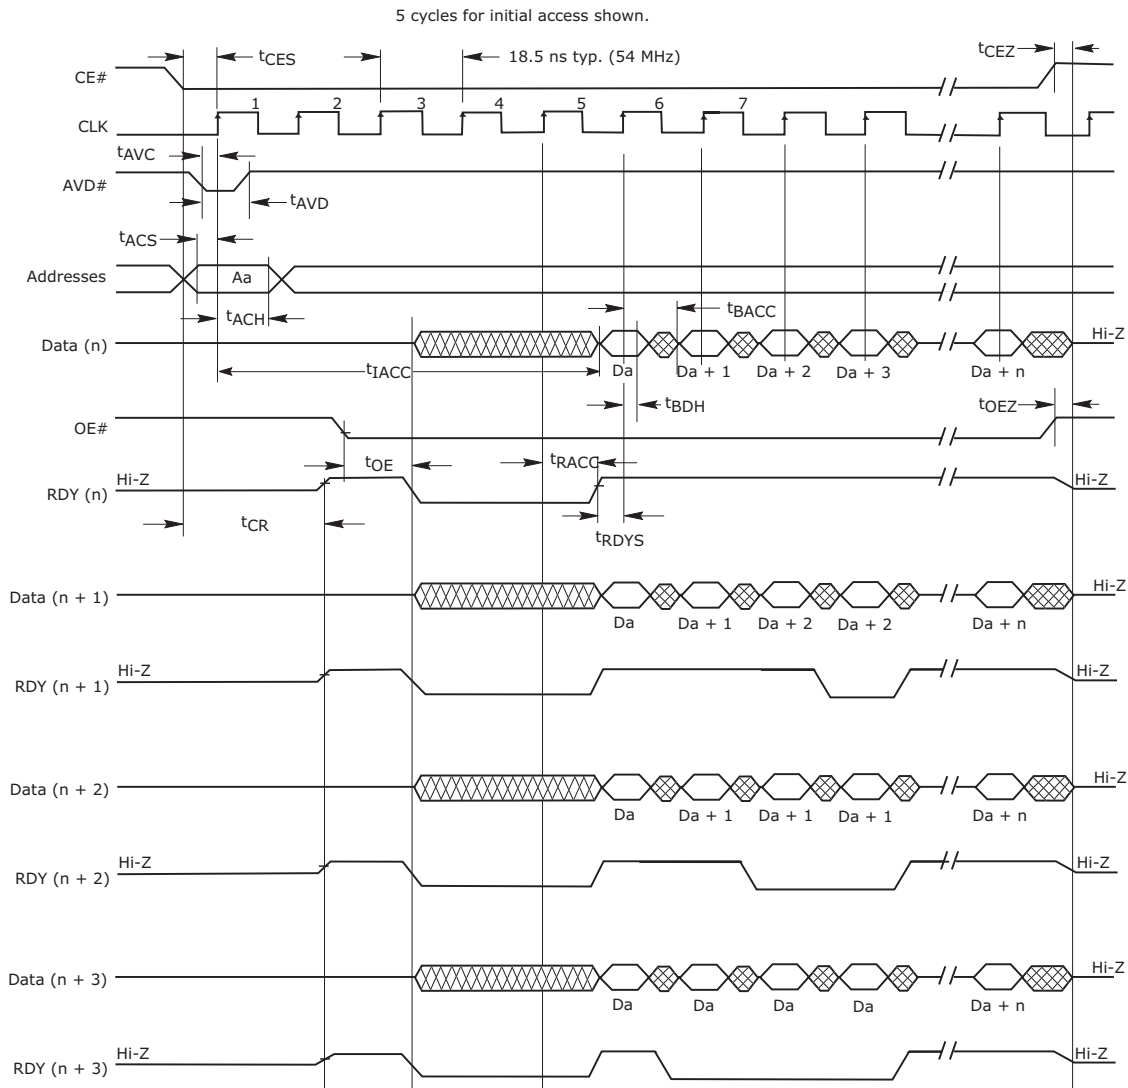 5 cycles for initial access shown.
tCES
18.5 ns typ. (54 MHz)
tCEZ
CE#
1 2 3 4 5 6 7
CLK
tAVC
AVD#
tAVD
tACS
Addresses
Aa
tACH
tBACC
Data (n)
Hi-Z
Da Da + 1 Da + 2 Da + 3 Da + n
tIACC
tBDH
tOEZ
OE#
tOE
tRACC
Hi-Z
Hi-Z
RDY (n)
tCR
tRDYS
Data (n + 1)
Hi-Z
Da Da + 1 Da + 2 Da + 2 Da + n
Hi-Z
Hi-Z
RDY (n + 1)
Data (n + 2)
Hi-Z
Da Da + 1 Da + 1 Da + 1 Da + n
Hi-Z
Hi-Z
RDY (n + 2)
Data (n + 3)
Hi-Z
Da Da Da Da Da + n
Hi-Z
Hi-Z
RDY (n + 3)